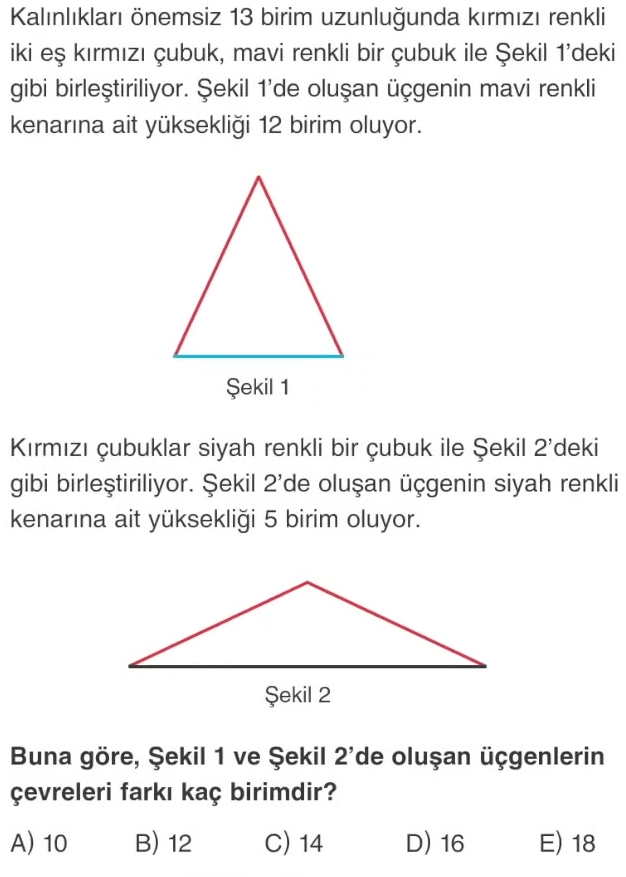 Kalınlıkları önemsiz 13 birim uzunluğunda kırmızı renkli
iki eş kırmızı çubuk, mavi renkli bir çubuk ile Şekil 1'deki
gibi birleştiriliyor. Şekil 1'de oluşan üçgenin mavi renkli
kenarına ait yüksekliği 12 birim oluyor.
Şekil 1
Kırmızı çubuklar siyah renkli bir çubuk ile Şekil 2'deki
gibi birleştiriliyor. Şekil 2'de oluşan üçgenin siyah renkli
kenarına ait yüksekliği 5 birim oluyor.
Şekil 2
Buna göre, Şekil 1 ve Şekil 2'de oluşan üçgenlerin
çevreleri farkı kaç birimdir?
A) 10 B) 12 C) 14 D) 16 E) 18